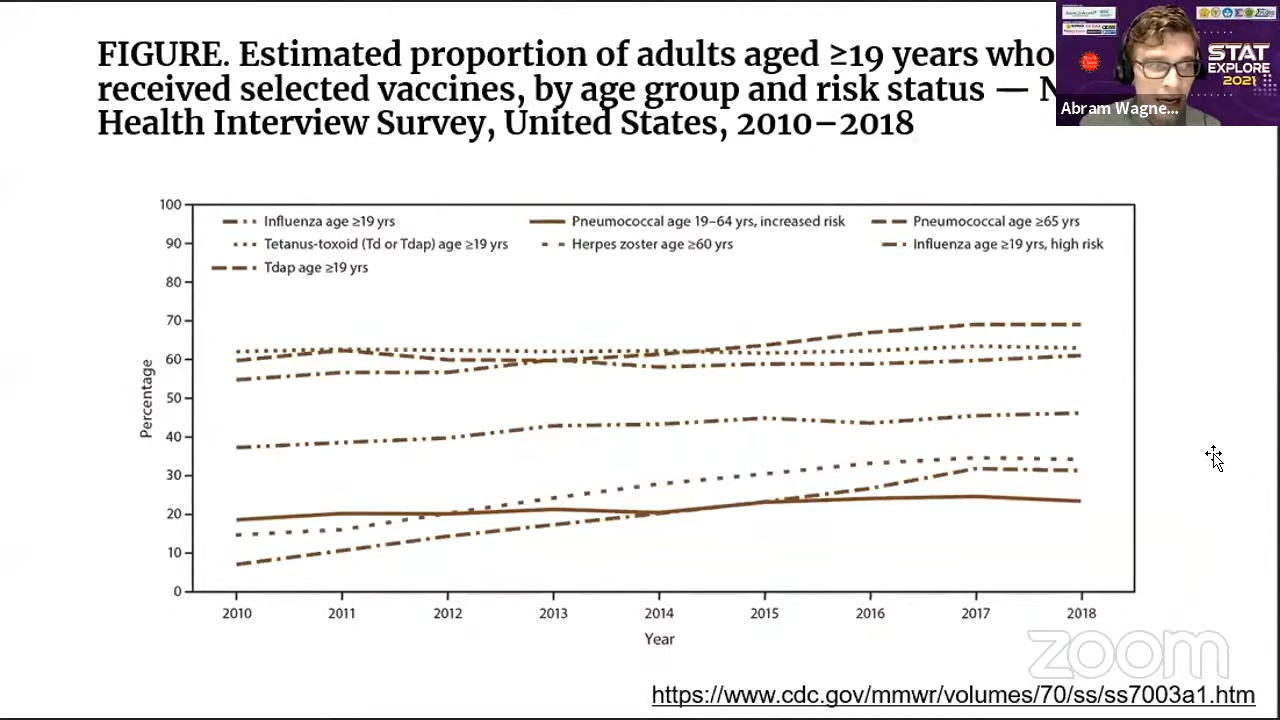 FIGURE. Estimated proportion of adults aged ≥19 years who
received selected vaccines, by age group and risk status — N
Health Interview Survey, United States, 2010–2018
STAT
EXPLORE
2021
Abram Wagne...
100
90
80
70
60
50
40
30
20
10
0
Percentage
Influenza age ≥19 yrs
Pneumococcal age 19–64 yrs, increased risk
Pneumococcal age ≥65 yrs
Tetanus-toxoid (Td or Tdap) age ≥19 yrs
Herpes zoster age ≥60 yrs
Influenza age ≥19 yrs, high risk
Tdap age ≥19 yrs
2010 2011 2012 2013 2014 2015 2016 2017 2018
Year
zoom
https://www.cdc.gov/mmwr/volumes/70/ss/ss7003a1.htm